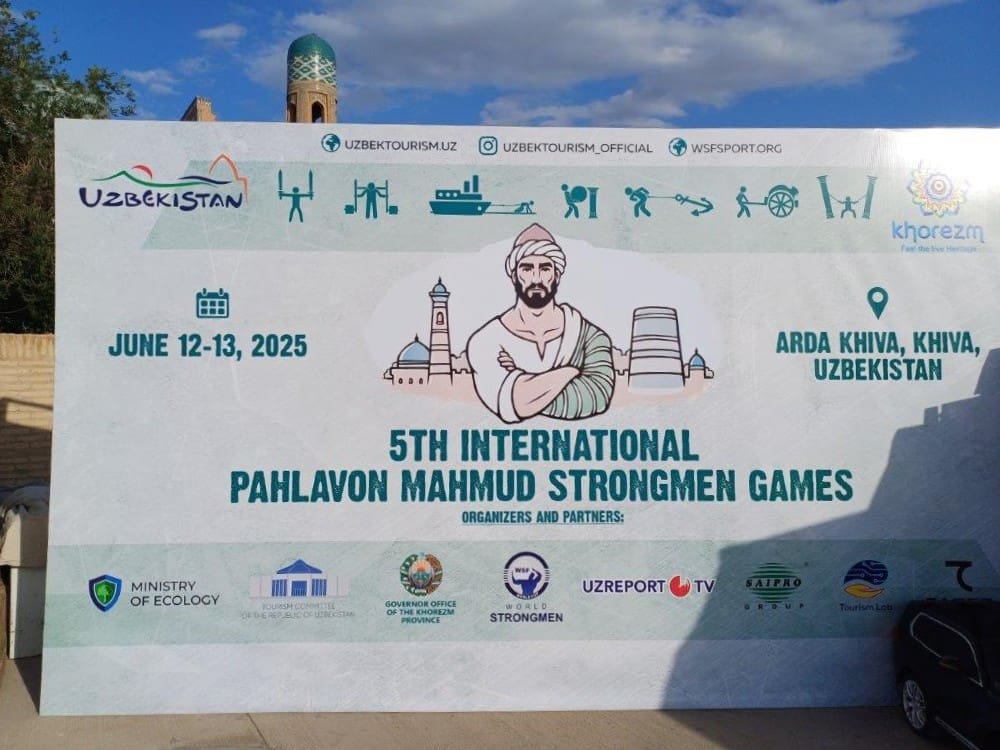 UZBEKTOURISM.UZ UZBEKTOURISM_OFFICIAL WSFSPORT.ORG
UZBEKISTAN
khorezm
Feel the live Heritage
JUNE 12-13, 2025
ARDA KHIVA, KHIVA,
UZBEKISTAN
5TH INTERNATIONAL
PAHLAVON MAHMUD STRONGMEN GAMES
ORGANIZERS AND PARTNERS:
MINISTRY
OF ECOLOGY
TOURISM COMMITTEE
OF THE REPUBLIC OF UZBEKISTAN
GOVERNOR OFFICE
OF THE KHOREZM
PROVINCE
WSF
WORLD
STRONGMEN
UZREPORT TV
SAIPRO
GROUP
Tourism Lab